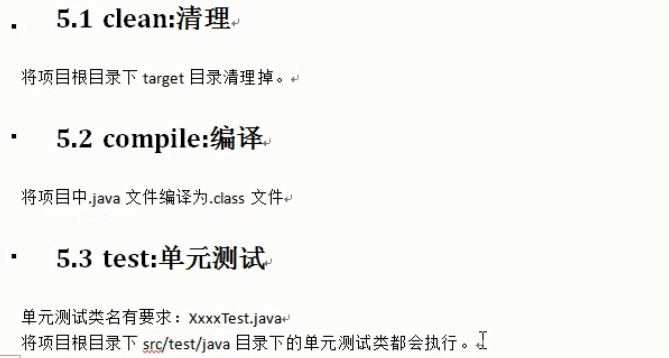 5.1 clean:清理
将项目根目录下 target 目录清理掉。
5.2 compile:编译
将项目中.java 文件编译为.class 文件
5.3 test:单元测试
单元测试类名有要求：XxxxTest.java
将项目根目录下 src/test/java 目录下的单元测试类都会执行。